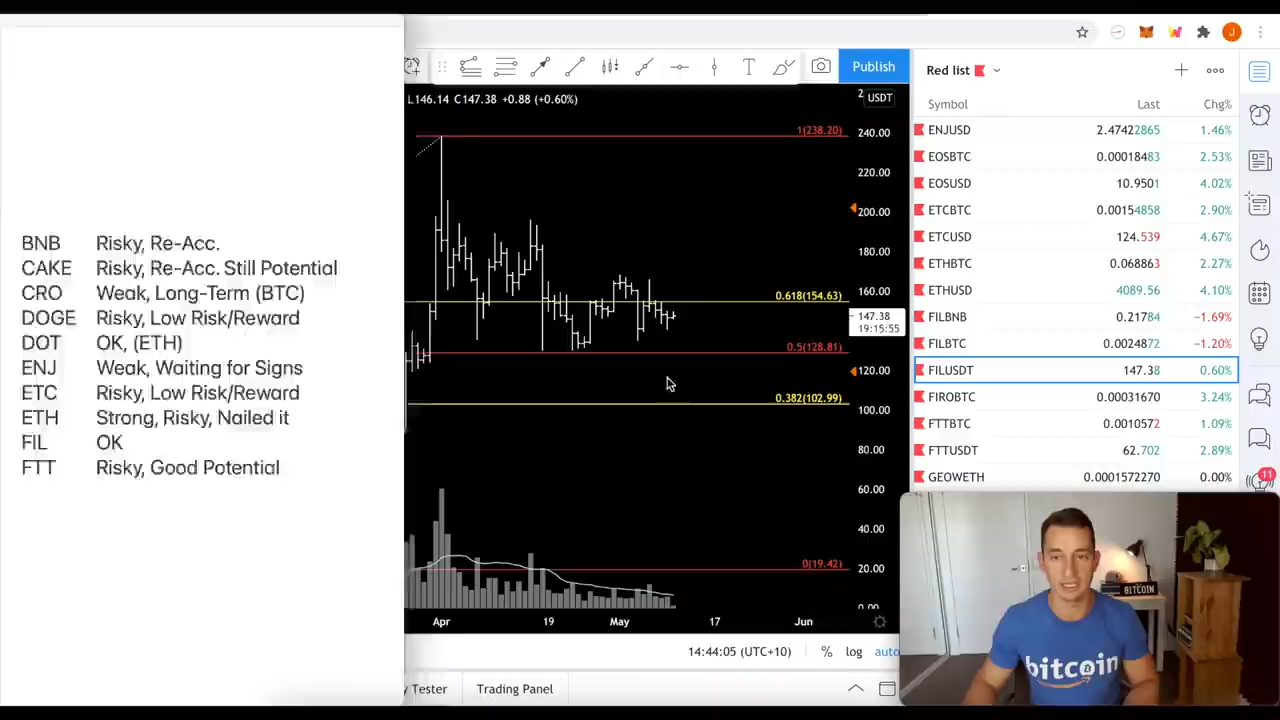 BNB Risky, Re-Acc.
CAKE Risky, Re-Acc. Still Potential
CRO Weak, Long-Term (BTC)
DOGE Risky, Low Risk/Reward
DOT OK, (ETH)
ENJ Weak, Waiting for Signs
ETC Risky, Low Risk/Reward
ETH Strong, Risky, Nailed it
FIL OK
FTT Risky, Good Potential
J
T
Publish
L146.14 C147.38 +0.88 (+0.60%)
2
USDT
1(238.20)
240.00
220.00
200.00
180.00
160.00
0.618(154.63)
147.38
19:15:55
0.5(128.81)
120.00
0.382(102.99)
100.00
80.00
60.00
40.00
20.00
0(19.42)
0.00
Apr 19 May 17 Jun
14:44:05 (UTC+10) % log auto
Tester Trading Panel
Red list
Symbol Last Chg%
ENJUSD 2.47422865 1.46%
EOSBTC 0.00018483 2.53%
EOSUSD 10.9501 4.02%
ETCBTC 0.00154858 2.90%
ETCUSD 124.539 4.67%
ETHBTC 0.068863 2.27%
ETHUSD 4089.56 4.10%
FILBNB 0.21784 −1.69%
FILBTC 0.0024872 −1.20%
FILUSDT 147.38 0.60%
FIROBTC 0.00031670 3.24%
FTTBTC 0.0010572 1.09%
FTTUSDT 62.702 2.89%
GEOWETH 0.0001572270 0.00%
11
BITCOIN
bitcoin